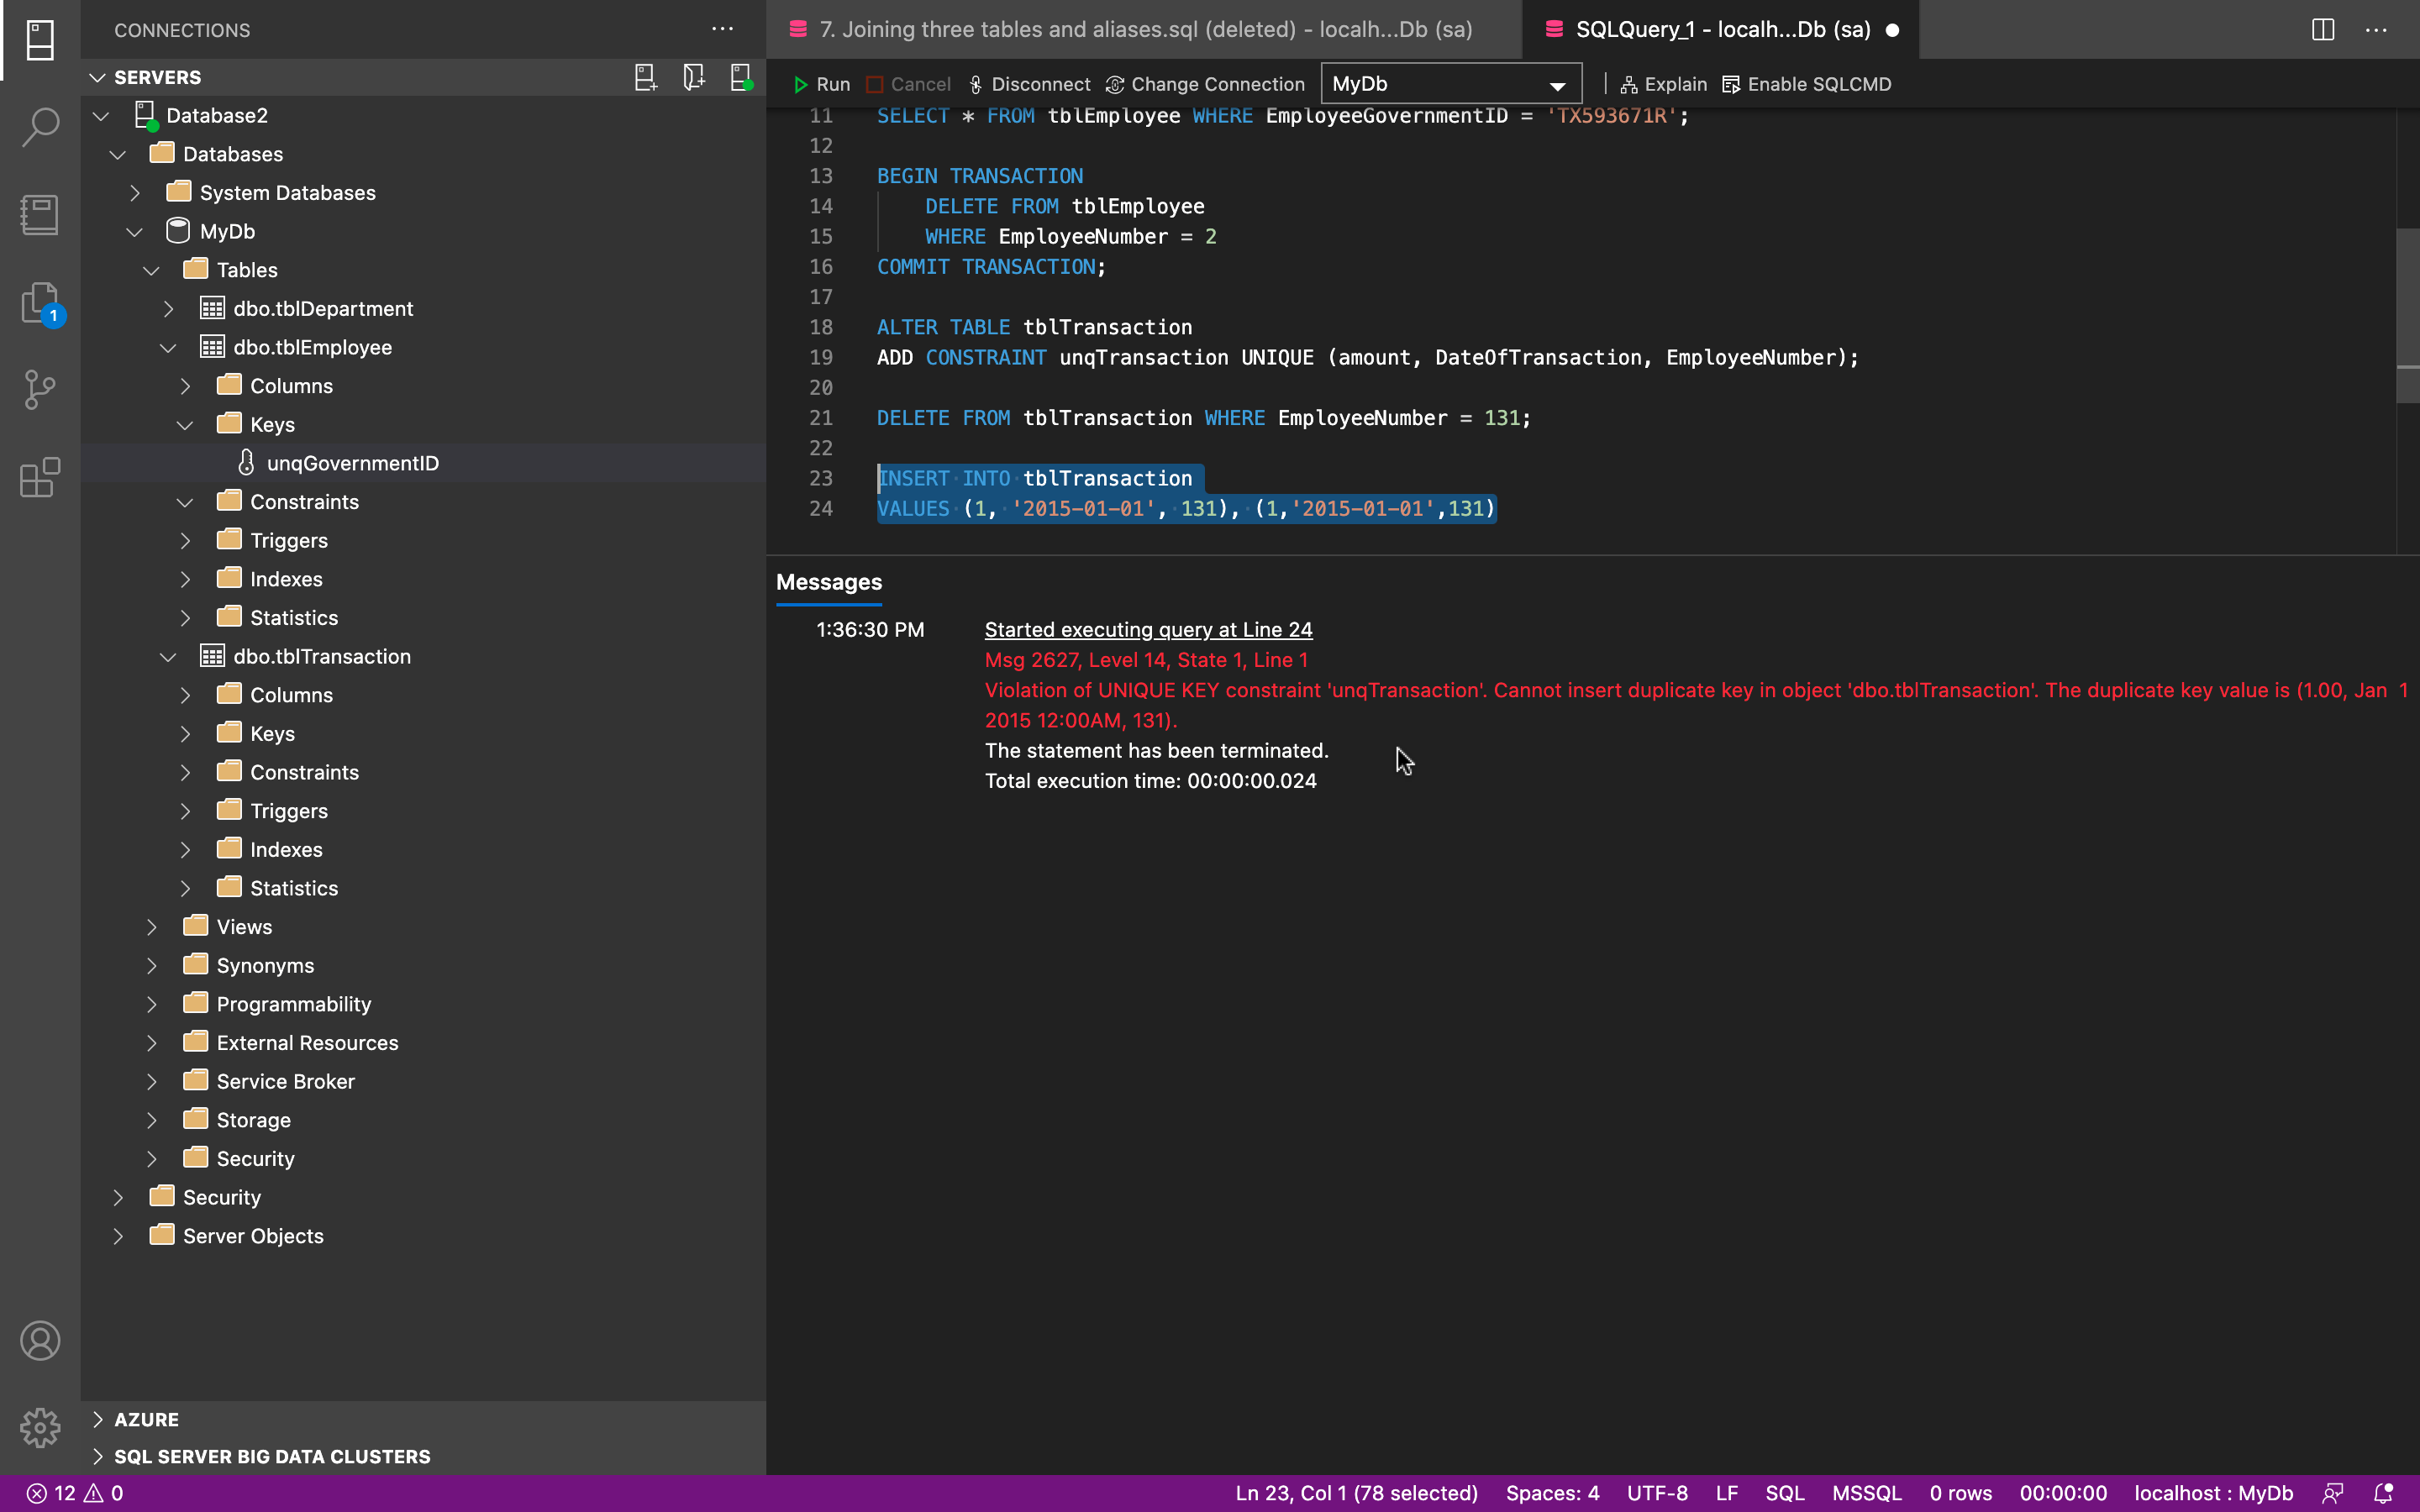 CONNECTIONS
SERVERS
Database2
Databases
System Databases
MyDb
Tables
dbo.tblDepartment
dbo.tblEmployee
Columns
Keys
unqGovernmentID
Constraints
Triggers
Indexes
Statistics
dbo.tblTransaction
Columns
Keys
Constraints
Triggers
Indexes
Statistics
Views
Synonyms
Programmability
External Resources
Service Broker
Storage
Security
Security
Server Objects
AZURE
SQL SERVER BIG DATA CLUSTERS
1
7. Joining three tables and aliases.sql (deleted) - localh...Db (sa)
SQLQuery_1 - localh...Db (sa)
Run Cancel Disconnect Change Connection MyDb Explain Enable SQLCMD
11 SELECT * FROM tblEmployee WHERE EmployeeGovernmentID = 'TX593671R';
12
13 BEGIN TRANSACTION
14 DELETE FROM tblEmployee
15 WHERE EmployeeNumber = 2
16 COMMIT TRANSACTION;
17
18 ALTER TABLE tblTransaction
19 ADD CONSTRAINT unqTransaction UNIQUE (amount, DateOfTransaction, EmployeeNumber);
20
21 DELETE FROM tblTransaction WHERE EmployeeNumber = 131;
22
23 INSERT INTO tblTransaction
24 VALUES (1, '2015-01-01', 131), (1,'2015-01-01',131)
Messages
1:36:30 PM Started executing query at Line 24
Msg 2627, Level 14, State 1, Line 1
Violation of UNIQUE KEY constraint 'unqTransaction'. Cannot insert duplicate key in object 'dbo.tblTransaction'. The duplicate key value is (1.00, Jan 1
2015 12:00AM, 131).
The statement has been terminated.
Total execution time: 00:00:00.024
12 0
Ln 23, Col 1 (78 selected) Spaces: 4 UTF-8 LF SQL MSSQL 0 rows 00:00:00 localhost : MyDb